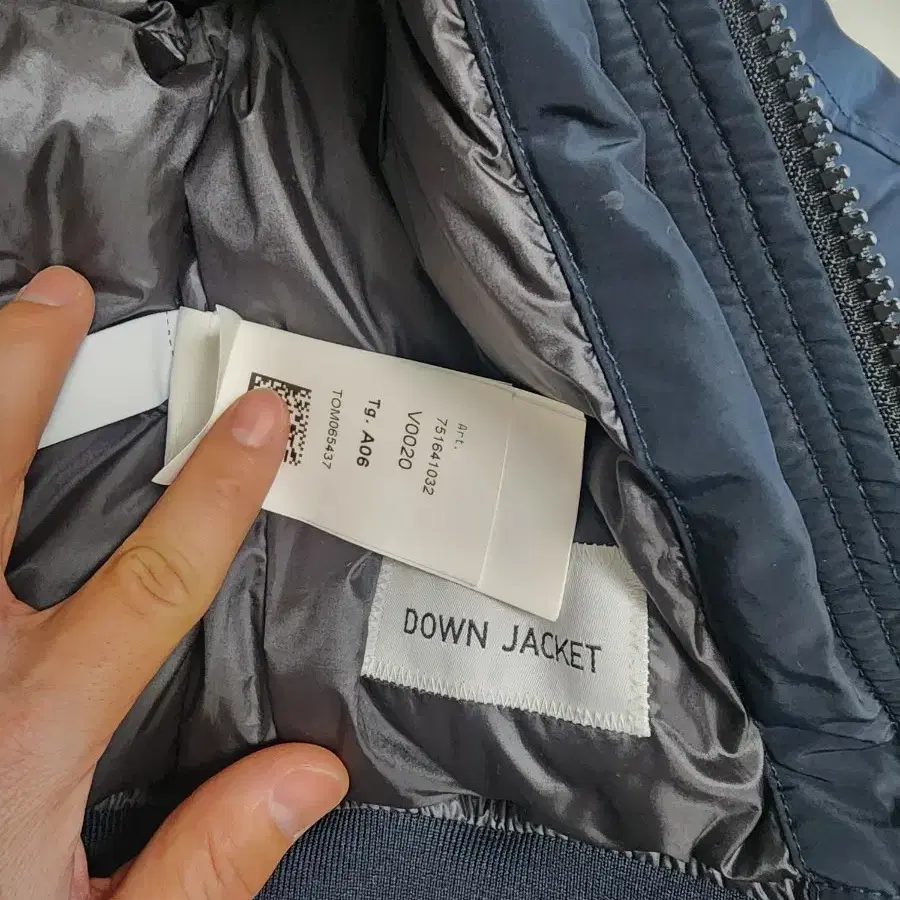 Art.
751641032
V0020
Tg. A06
TOM065437
DOWN JACKET